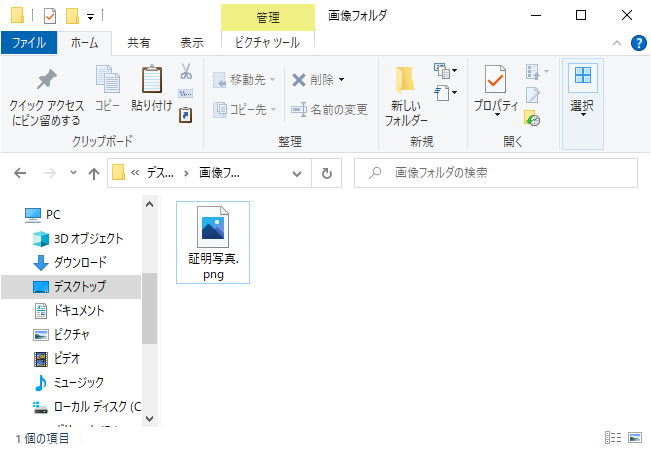 管理
画像フォルダ
ファイル
ホーム
共有
表示
ピクチャ ツール
クイック アクセス
にピン留めする
コピー
貼り付け
移動先
コピー先
削除
名前の変更
新しい
フォルダー
プロパティ
選択
クリップボード
整理
新規
開く
デス...
画像フ...
画像フォルダの検索
PC
3D オブジェクト
ダウンロード
デスクトップ
ドキュメント
ピクチャ
ビデオ
ミュージック
ローカル ディスク (C
証明写真.
png
1 個の項目